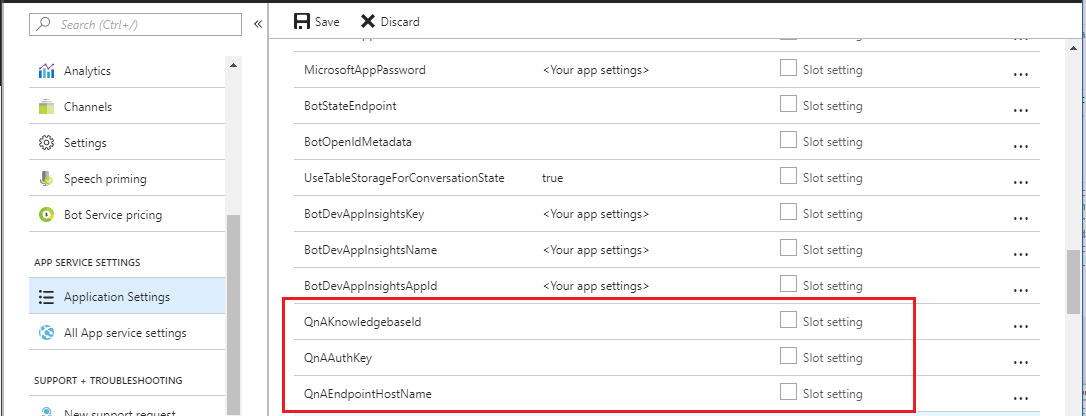 Search (Ctrl+/)
«
Analytics
Channels
Settings
Speech priming
Bot Service pricing
APP SERVICE SETTINGS
Application Settings
All App service settings
SUPPORT + TROUBLESHOOTING
New support request
Save Discard
MicrosoftAppPassword <Your app settings> Slot setting ...
BotStateEndpoint Slot setting ...
BotOpenIdMetadata Slot setting ...
UseTableStorageForConversationState true Slot setting ...
BotDevAppInsightsKey <Your app settings> Slot setting ...
BotDevAppInsightsName <Your app settings> Slot setting ...
BotDevAppInsightsAppId <Your app settings> Slot setting ...
QnAKnowledgebaseId Slot setting ...
QnAAuthKey Slot setting ...
QnAEndpointHostName Slot setting ...